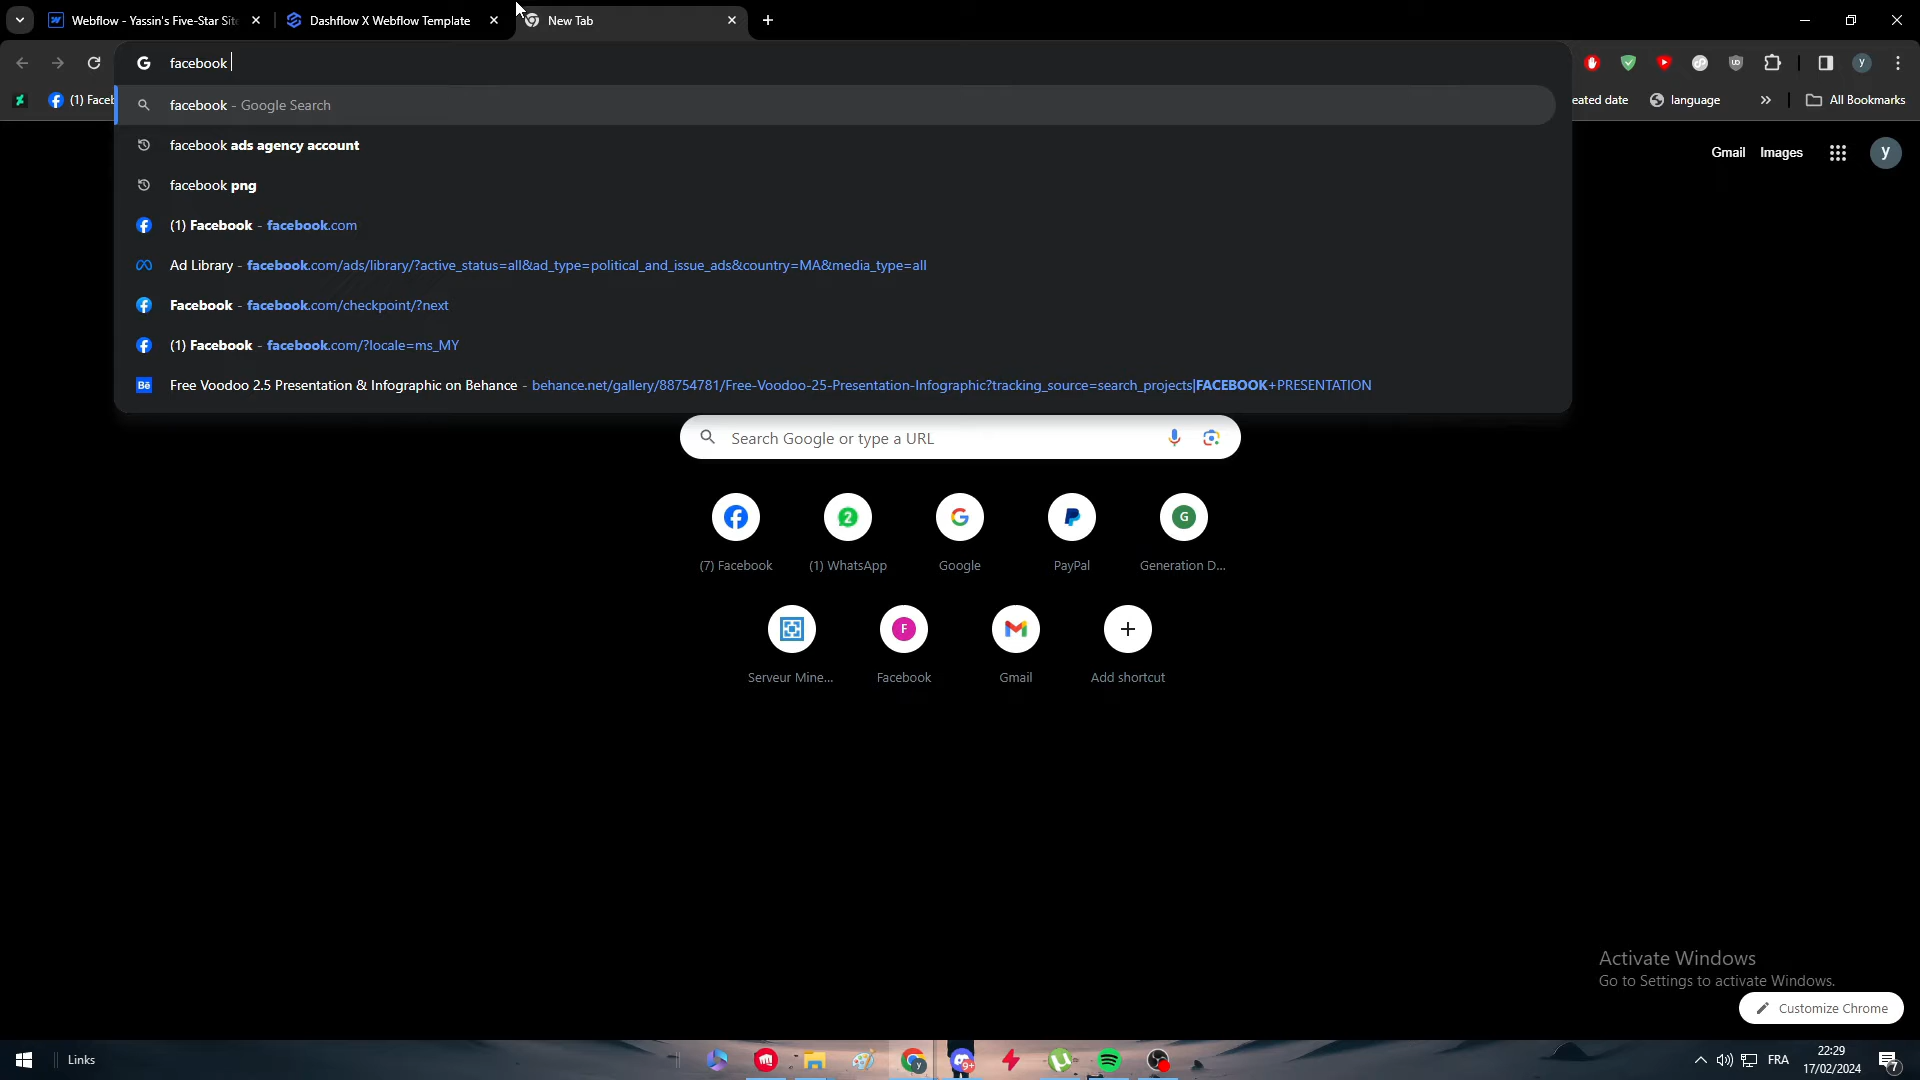 Webflow - Yassin's Five-Star Sit
Dashflow X Webflow Template
New Tab
facebook
(1) Faceb
facebook - Google Search
eated date
language
All Bookmarks
facebook ads agency account
facebook png
(1) Facebook - facebook.com
Ad Library - facebook.com/ads/library/?active_status=all&ad_type=political_and_issue_ads&country=MA&media_type=all
Facebook - facebook.com/checkpoint/?next
(1) Facebook - facebook.com/?locale=ms_MY
Bē Free Voodoo 2.5 Presentation & Infographic on Behance - behance.net/gallery/88754781/Free-Voodoo-25-Presentation-Infographic?tracking_source=search_projects|FACEBOOK+PRESENTATION
Gmail Images
y
Search Google or type a URL
(7) Facebook
(1) WhatsApp
Google
PayPal
Generation D...
Serveur Mine...
Facebook
Gmail
Add shortcut
Activate Windows
Go to Settings to activate Windows.
Customize Chrome
Links
FRA
22:29
17/02/2024
7